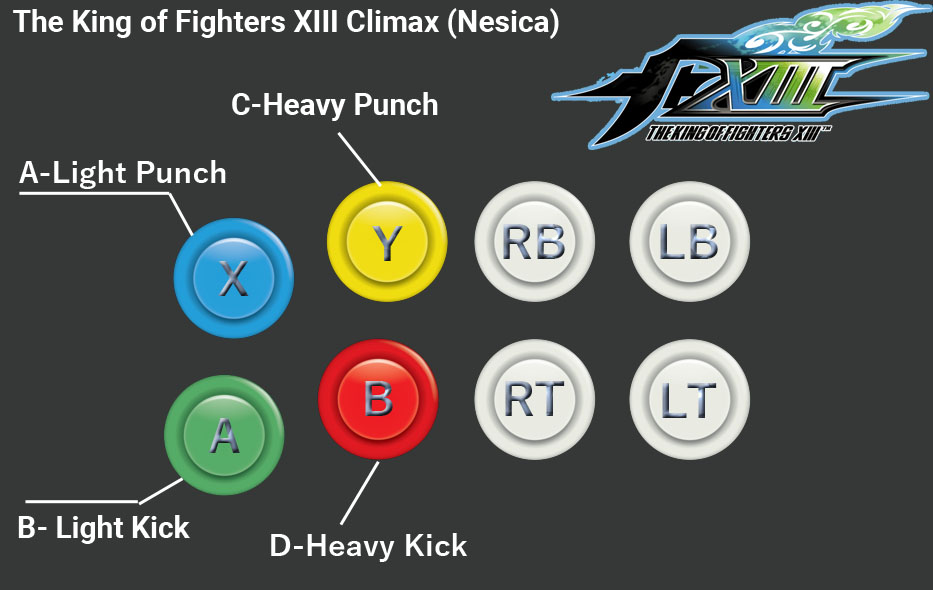 The King of Fighters XIII Climax (Nesica)
XIII
THE KING OF FIGHTERS XIII™
C-Heavy Punch
A-Light Punch
X
Y
RB
LB
A
B
RT
LT
B- Light Kick
D-Heavy Kick